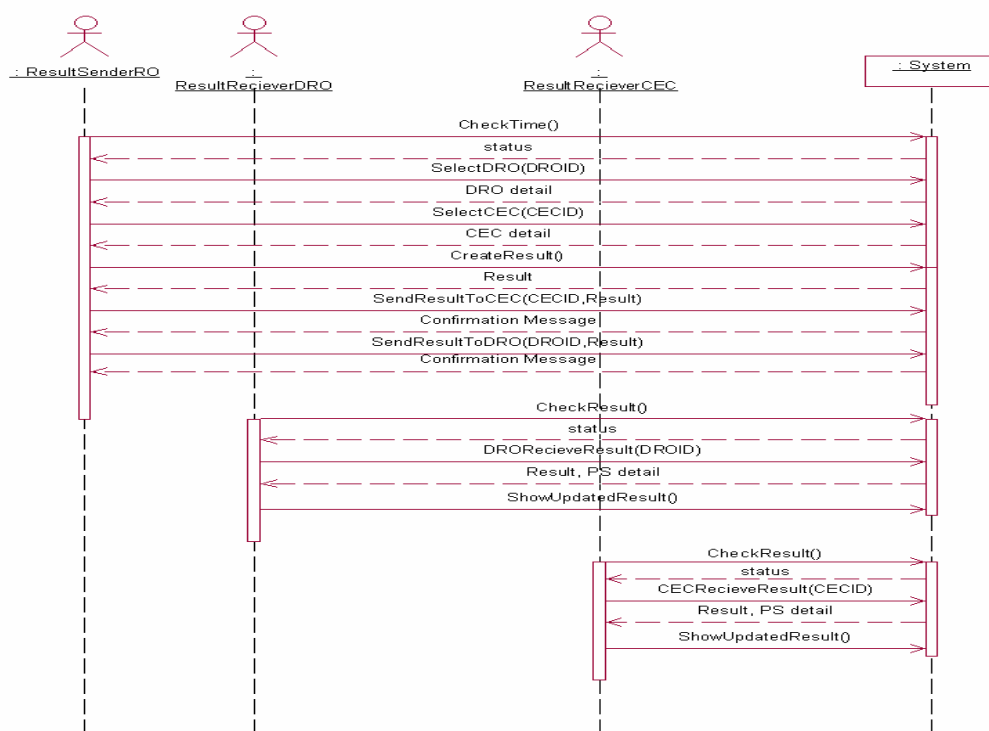 : ResultSenderRO
:
ResultRecieverDRO
:
ResultRecieverCEC
: System
CheckTime()
status
SelectDRO(DROID)
DRO detail
SelectCEC(CECID)
CEC detail
CreateResult()
Result
SendResultToCEC(CECID,Result)
Confirmation Message
SendResultToDRO(DROID,Result)
Confirmation Message
CheckResult()
status
DRORecieveResult(DROID)
Result, PS detail
ShowUpdatedResult()
CheckResult()
status
CECRecieveResult(CECID)
Result, PS detail
ShowUpdatedResult()